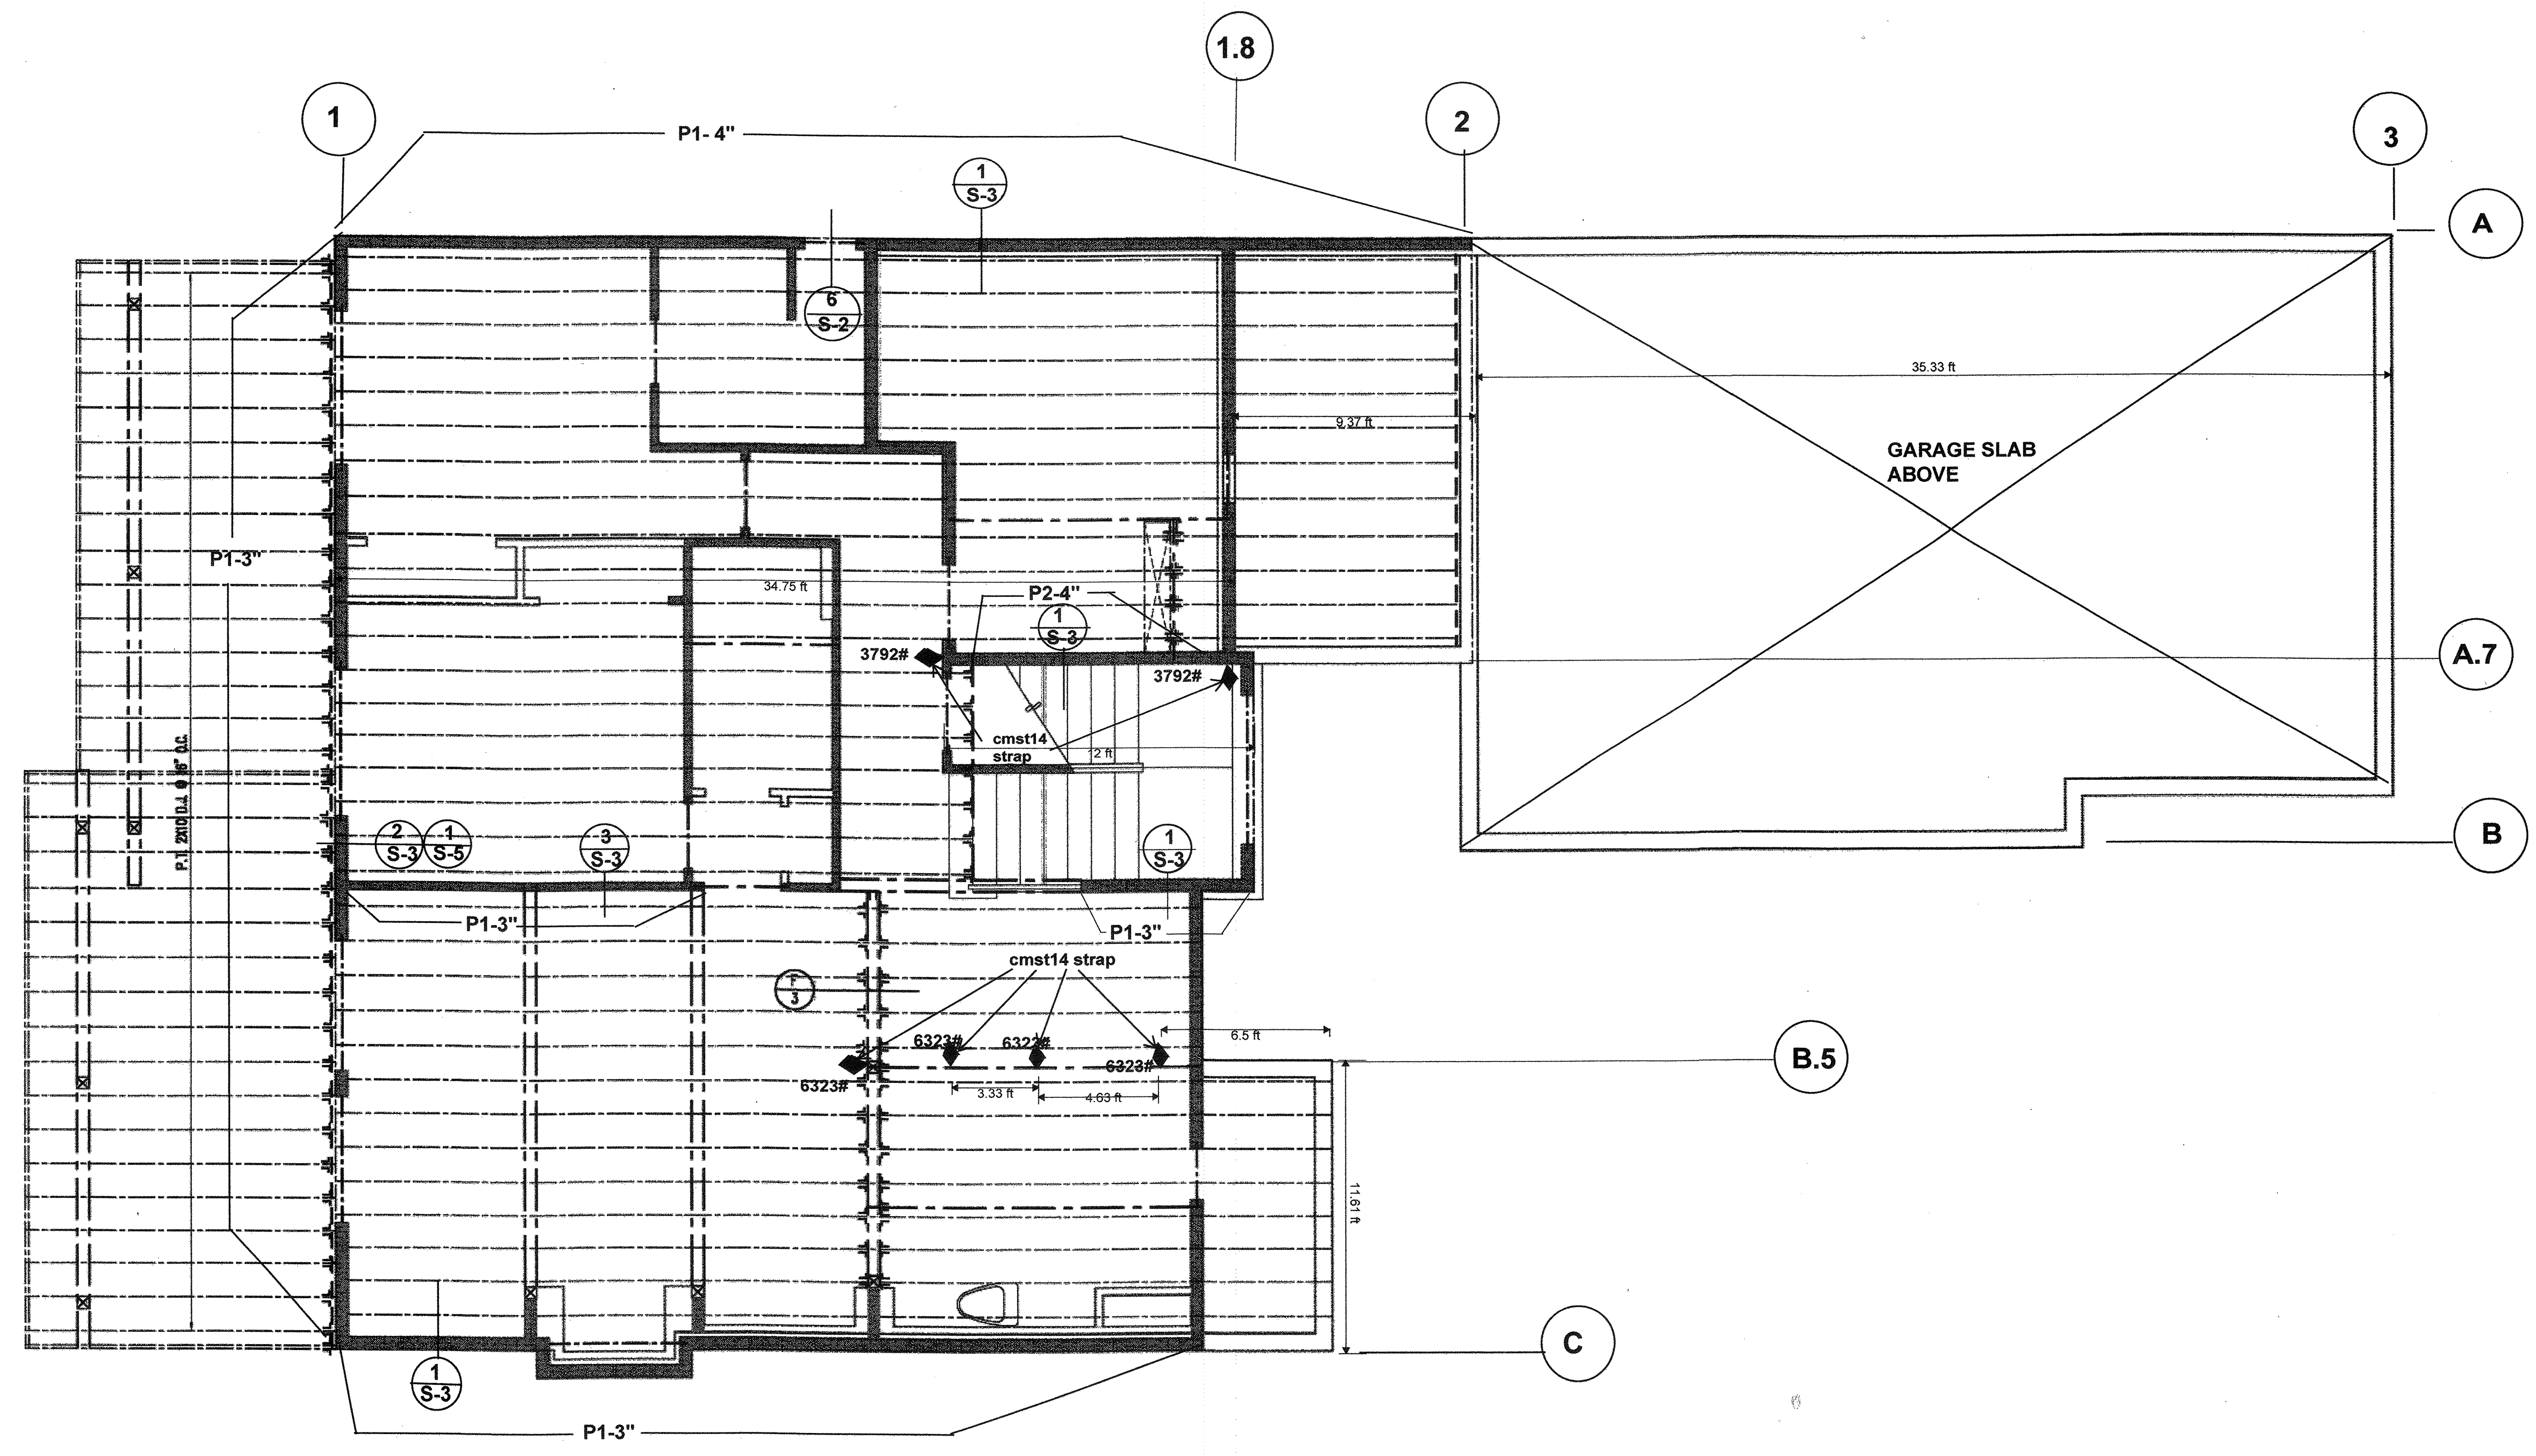 1.8
1
2
3
P1- 4"
1
S-3
A
6
S-2
35.33 ft
9.37 ft
GARAGE SLAB
ABOVE
P1-3"
34.75 ft
P2-4"
1
S-3
3792#
3792#
A.7
cmst14
strap
12 ft
P.T. 2X10 D.J. @ 16" O.C.
2
S-3
1
S-5
3
S-3
1
S-3
B
P1-3"
P1-3"
cmst14 strap
F
3
6323#
6323#
6323#
6323#
6.5 ft
B.5
3.33 ft
4.63 ft
11.61 ft
C
1
S-3
P1-3"